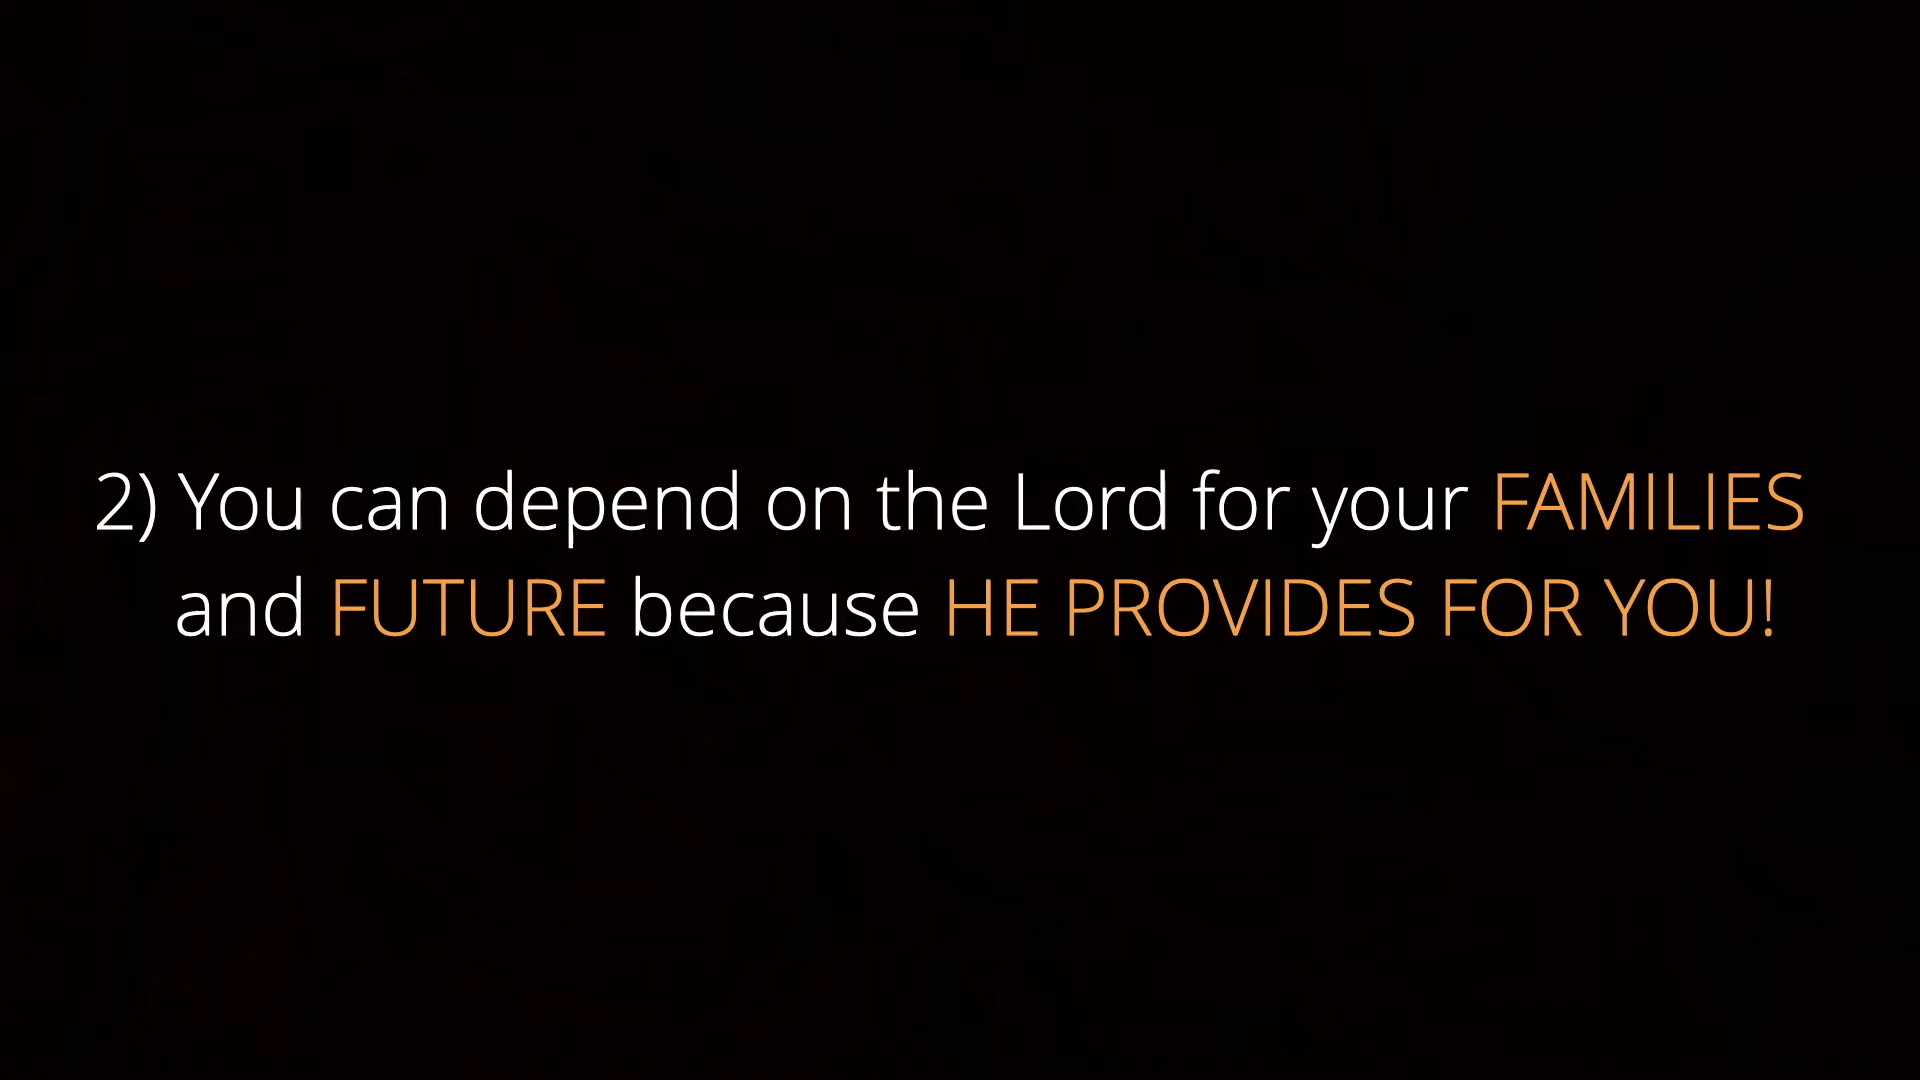 2) You can depend on the Lord for your FAMILIES
and FUTURE because HE PROVIDES FOR YOU!